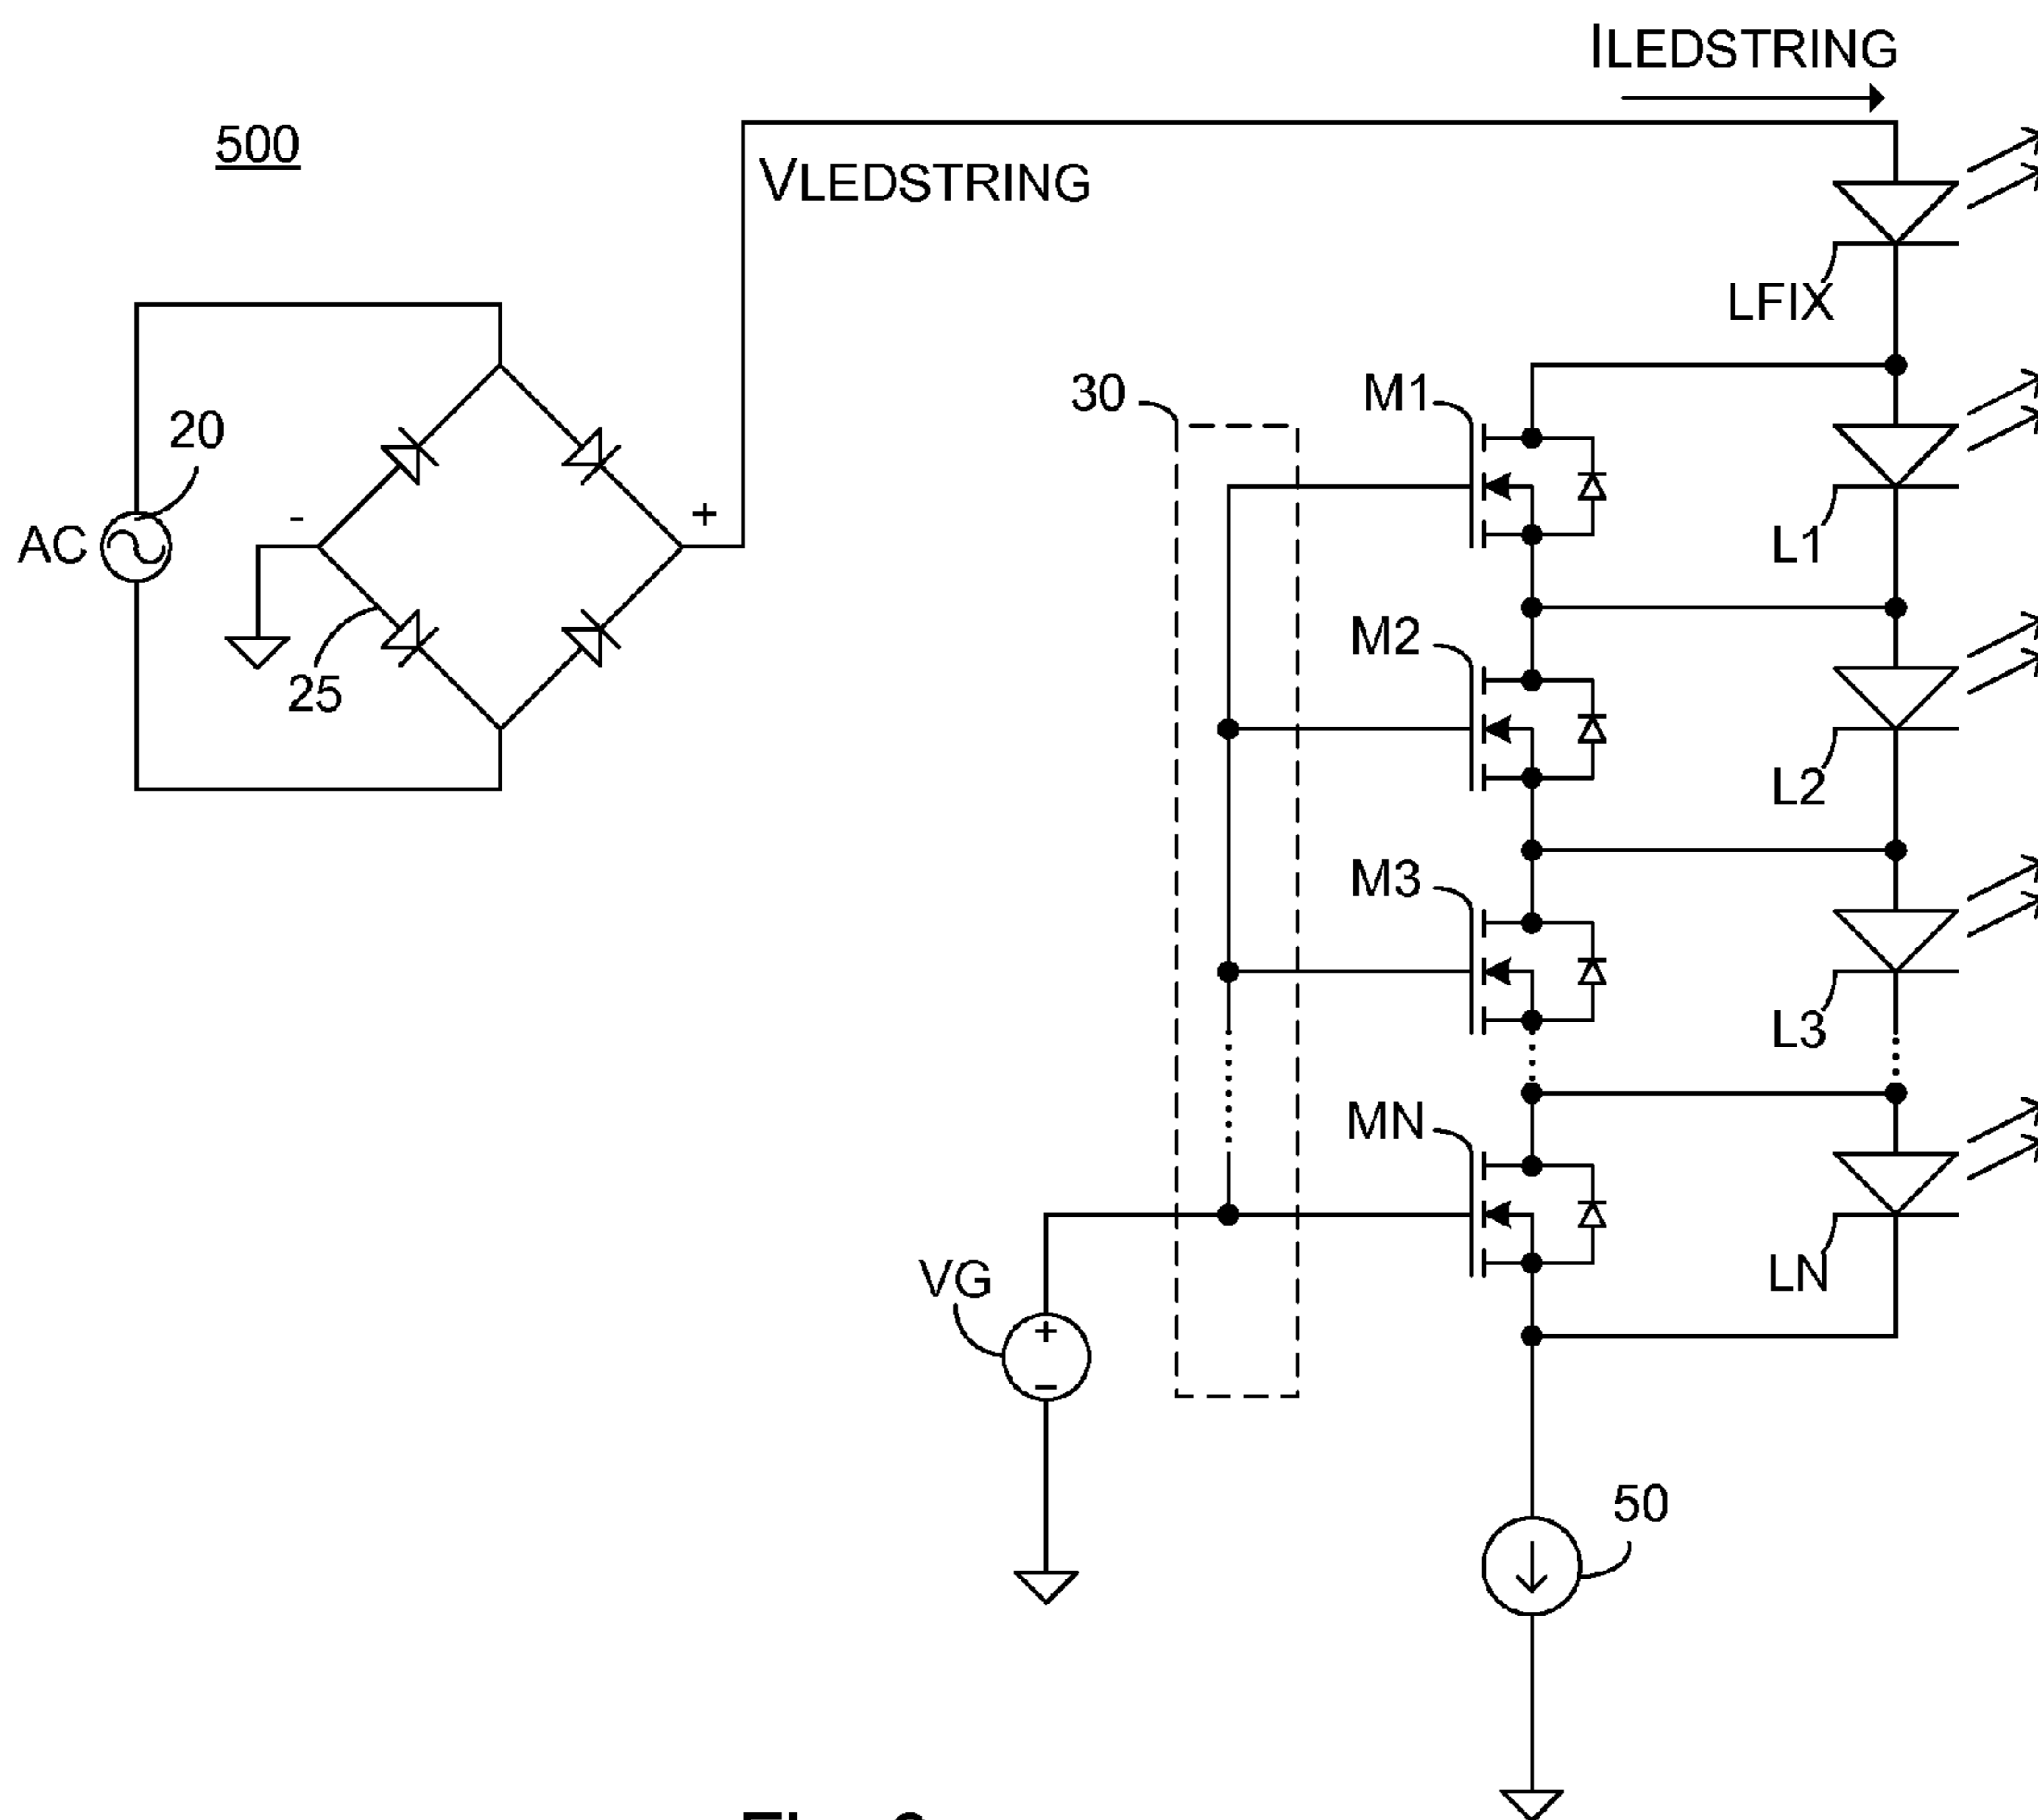 ILEDSTRING
500
VLEDSTRING
LFIX
30
M1
20
+
-
AC
L1
M2
25
L2
M3
L3
MN
VG
LN
+
−
50